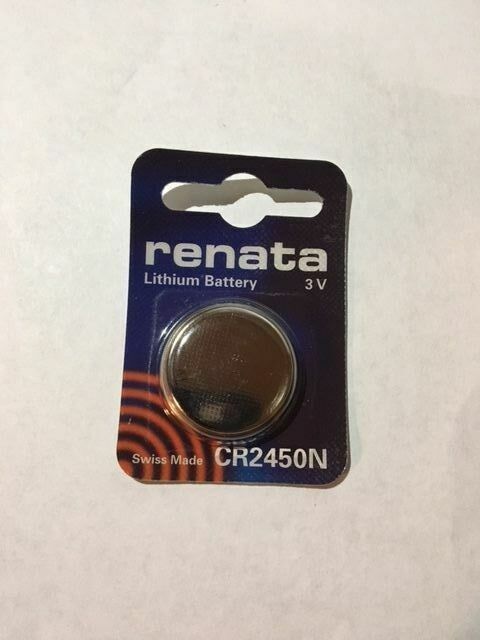 renata
Lithium Battery 3 V
Swiss Made CR2450N